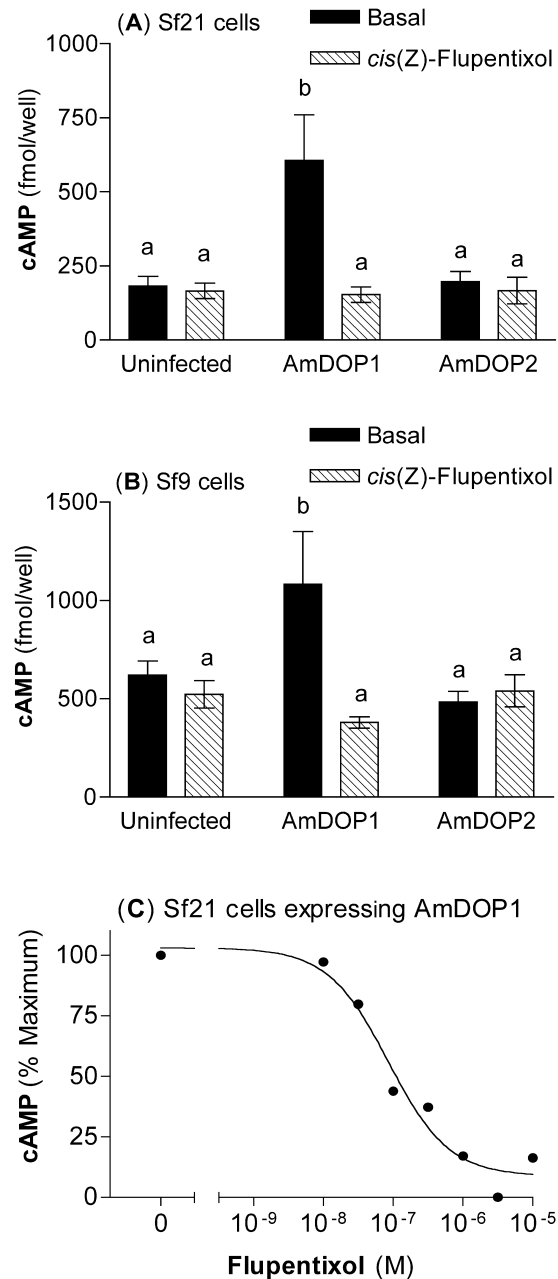 (A) Sf21 cells
Basal
cis(Z)-Flupentixol
cAMP (fmol/well)
1000
750
500
250
0
a
a
b
a
a
a
Uninfected
AmDOP1
AmDOP2
Basal
cis(Z)-Flupentixol
(B) Sf9 cells
cAMP (fmol/well)
1500
1000
500
0
a
a
b
a
a
a
Uninfected
AmDOP1
AmDOP2
(C) Sf21 cells expressing AmDOP1
cAMP (% Maximum)
100
75
50
25
0
0
10⁻⁹
10⁻⁸
10⁻⁷
10⁻⁶
10⁻⁵
Flupentixol (M)